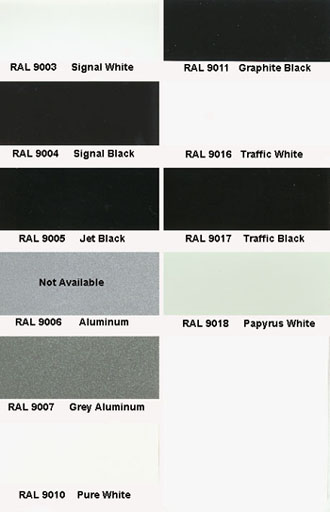 RAL 9003 Signal White
RAL 9011 Graphite Black
RAL 9004 Signal Black
RAL 9016 Traffic White
RAL 9005 Jet Black
RAL 9017 Traffic Black
Not Available
RAL 9006 Aluminum
RAL 9018 Papyrus White
RAL 9007 Grey Aluminum
RAL 9010 Pure White